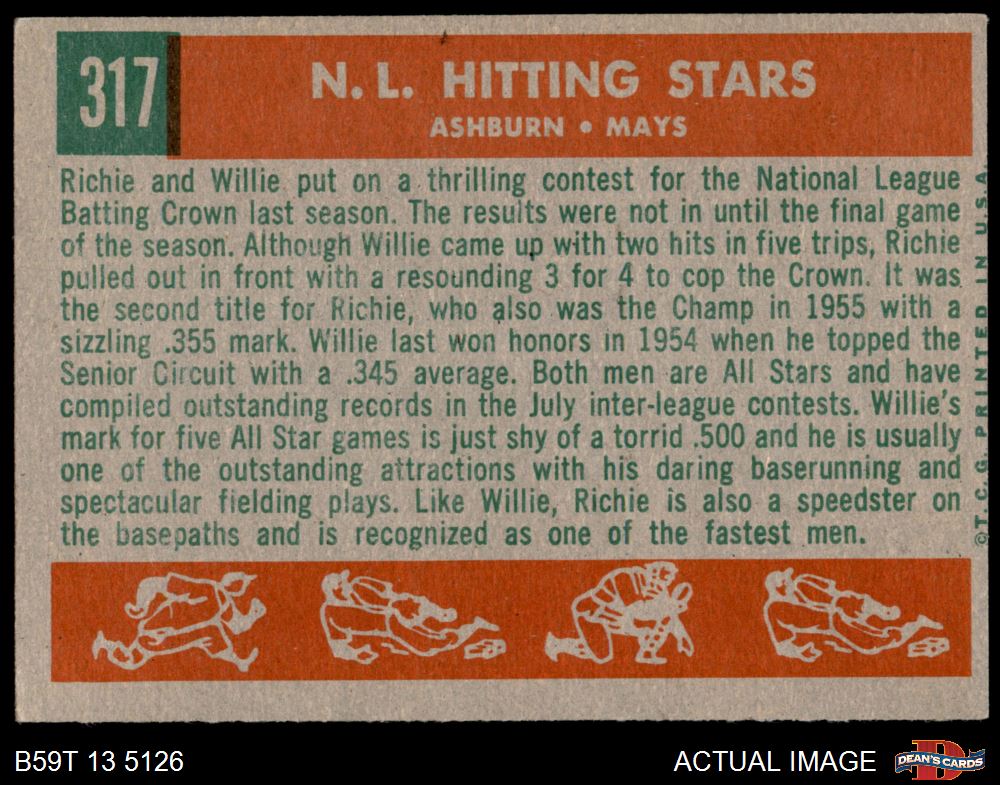 317
N. L. HITTING STARS
ASHBURN • MAYS
Richie and Willie put on a thrilling contest for the National League
Batting Crown last season. The results were not in until the final game
of the season. Although Willie came up with two hits in five trips, Richie
pulled out in front with a resounding 3 for 4 to cop the Crown. It was
the second title for Richie, who also was the Champ in 1955 with a
sizzling .355 mark. Willie last won honors in 1954 when he topped the
Senior Circuit with a .345 average. Both men are All Stars and have
compiled outstanding records in the July inter-league contests. Willie's
mark for five All Star games is just shy of a torrid .500 and he is usually
one of the outstanding attractions with his daring baserunning and
spectacular fielding plays. Like Willie, Richie is also a speedster on
the basepaths and is recognized as one of the fastest men.
©T. C. G. PRINTED IN U.S.A.
B59T 13 5126
ACTUAL IMAGE
D
DEAN'S CARDS